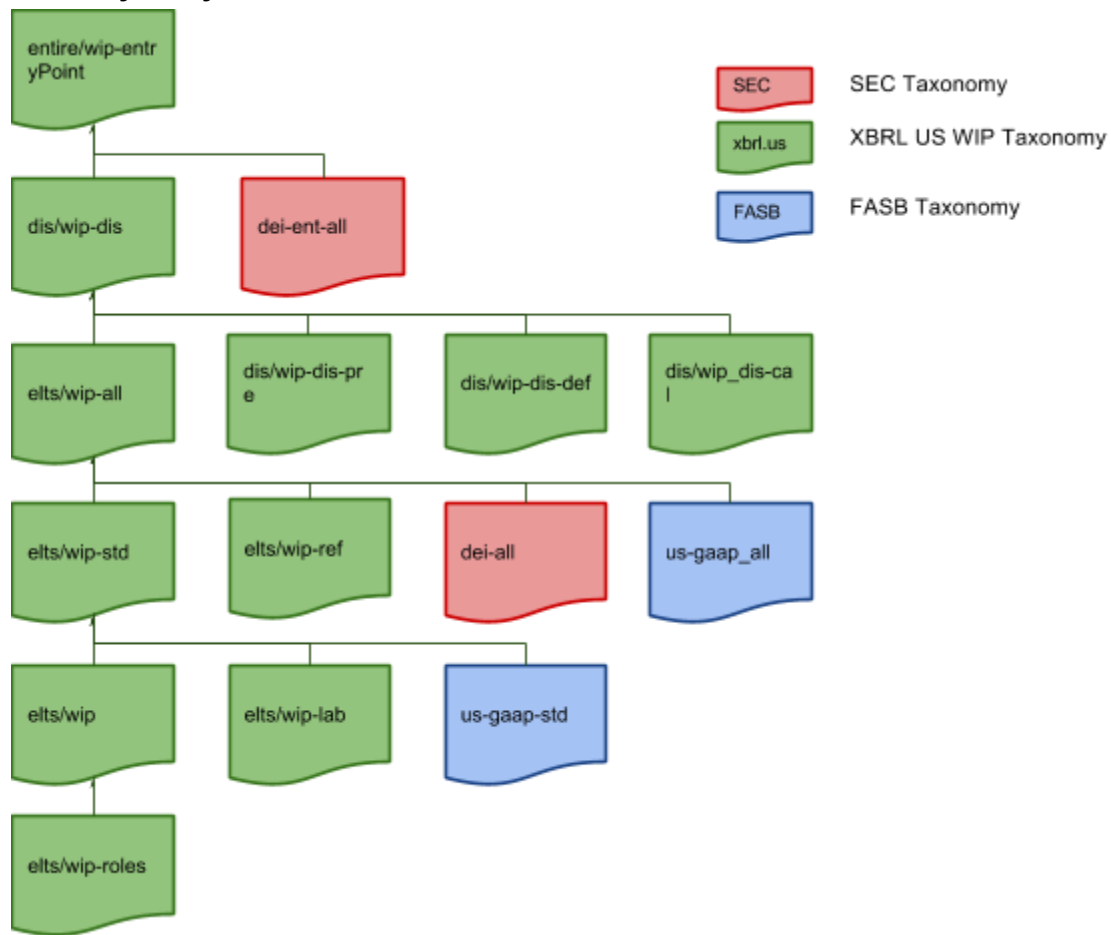 entire/wip-entr
yPoint
SEC
SEC Taxonomy
xbrl.us
XBRL US WIP Taxonomy
FASB
FASB Taxonomy
dis/wip-dis
dei-ent-all
elts/wip-all
dis/wip-dis-pr
e
dis/wip-dis-def
dis/wip_dis-ca
l
elts/wip-std
elts/wip-ref
dei-all
us-gaap_all
elts/wip
elts/wip-lab
us-gaap-std
elts/wip-roles